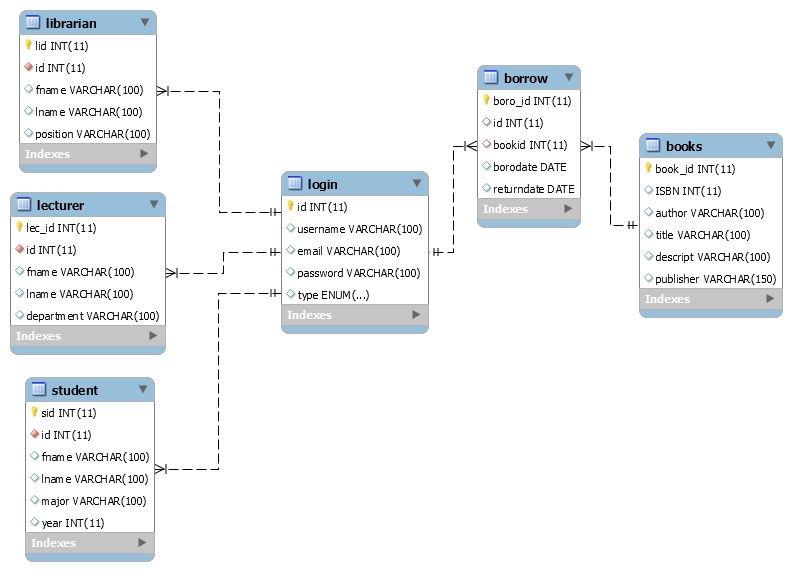 librarian
lid INT(11)
id INT(11)
fname VARCHAR(100)
lname VARCHAR(100)
position VARCHAR(100)
Indexes
lecturer
lec_id INT(11)
id INT(11)
fname VARCHAR(100)
lname VARCHAR(100)
department VARCHAR(100)
Indexes
student
sid INT(11)
id INT(11)
fname VARCHAR(100)
lname VARCHAR(100)
major VARCHAR(100)
year INT(11)
Indexes
login
id INT(11)
username VARCHAR(100)
email VARCHAR(100)
password VARCHAR(100)
type ENUM(...)
Indexes
borrow
boro_id INT(11)
id INT(11)
bookid INT(11)
borodate DATE
returndate DATE
Indexes
books
book_id INT(11)
ISBN INT(11)
author VARCHAR(100)
title VARCHAR(100)
descript VARCHAR(100)
publisher VARCHAR(150)
Indexes